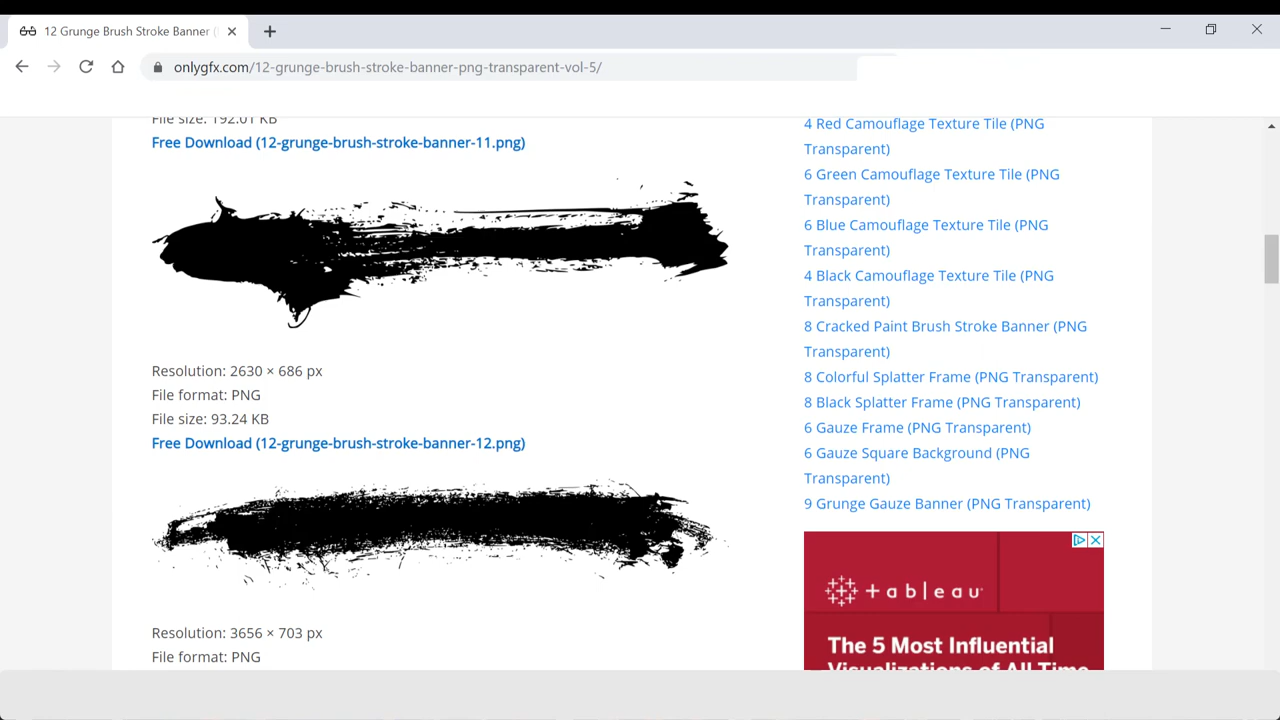 12 Grunge Brush Stroke Banner (
onlygfx.com/12-grunge-brush-stroke-banner-png-transparent-vol-5/
File size: 192.01 KB
Free Download (12-grunge-brush-stroke-banner-11.png)
Resolution: 2630 × 686 px
File format: PNG
File size: 93.24 KB
Free Download (12-grunge-brush-stroke-banner-12.png)
Resolution: 3656 × 703 px
File format: PNG
4 Red Camouflage Texture Tile (PNG
Transparent)
6 Green Camouflage Texture Tile (PNG
Transparent)
6 Blue Camouflage Texture Tile (PNG
Transparent)
4 Black Camouflage Texture Tile (PNG
Transparent)
8 Cracked Paint Brush Stroke Banner (PNG
Transparent)
8 Colorful Splatter Frame (PNG Transparent)
8 Black Splatter Frame (PNG Transparent)
6 Gauze Frame (PNG Transparent)
6 Gauze Square Background (PNG
Transparent)
9 Grunge Gauze Banner (PNG Transparent)
+ a b l e a u
The 5 Most Influential
Visualizations of All Time